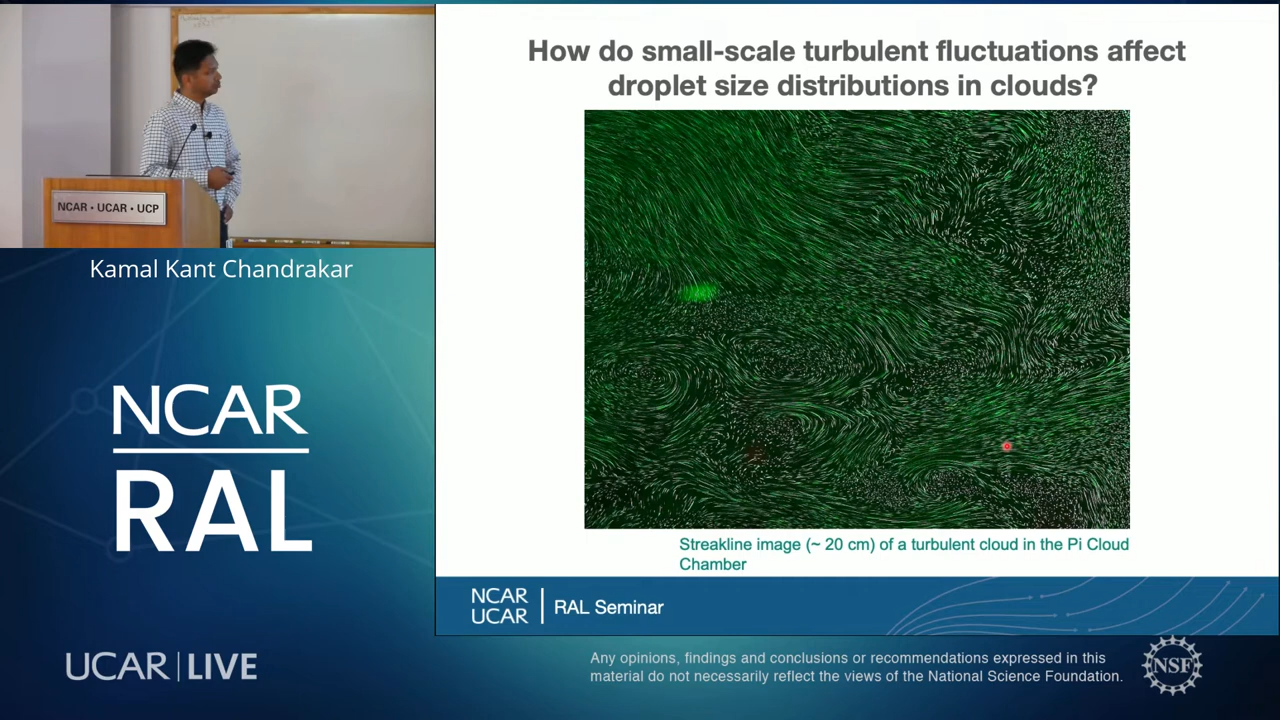 NCAR • UCAR • UCP
Kamal Kant Chandrakar
NCAR
RAL
UCAR | LIVE
How do small-scale turbulent fluctuations affect
droplet size distributions in clouds?
Streakline image (~ 20 cm) of a turbulent cloud in the Pi Cloud
Chamber
NCAR
UCAR
RAL Seminar
Any opinions, findings and conclusions or recommendations expressed in this
material do not necessarily reflect the views of the National Science Foundation.
NSF